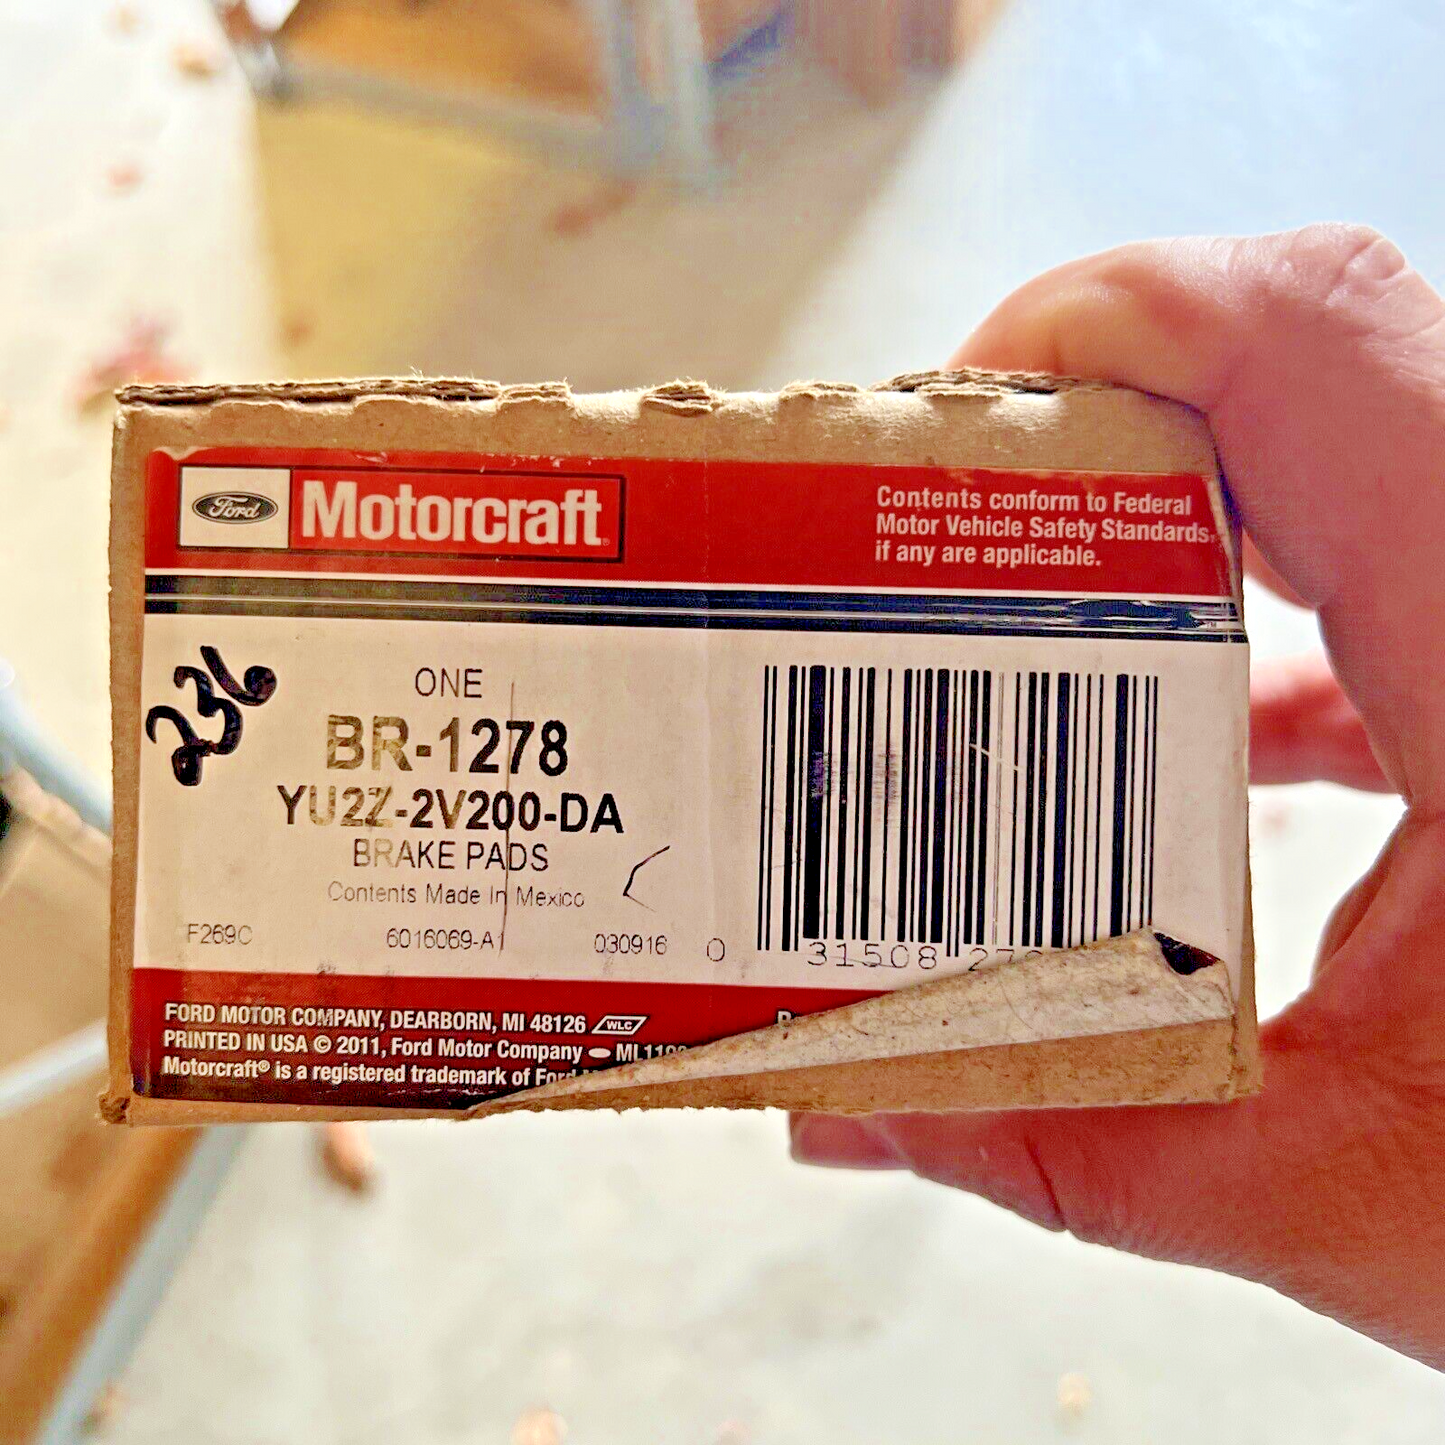 Ford Motorcraft
Contents conform to Federal
Motor Vehicle Safety Standards,
if any are applicable.
236
ONE
BR-1278
YU2Z-2V200-DA
BRAKE PADS
Contents Made In Mexico
F269C 6016069-A1 030916
0 31508
FORD MOTOR COMPANY, DEARBORN, MI 48126 WLC
PRINTED IN USA © 2011, Ford Motor Company
Motorcraft® is a registered trademark of Ford